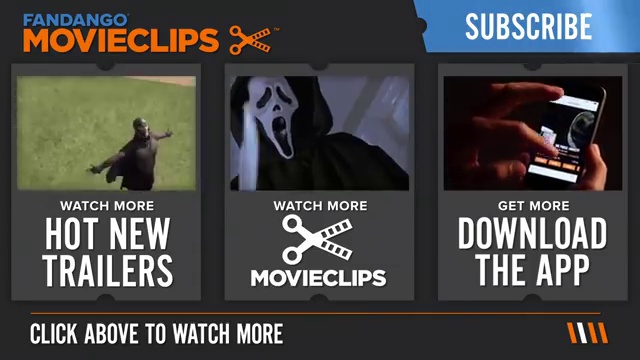 FANDANGO
MOVIECLIPS
SUBSCRIBE
WATCH MORE
HOT NEW
TRAILERS
WATCH MORE
MOVIECLIPS
GET MORE
DOWNLOAD
THE APP
CLICK ABOVE TO WATCH MORE